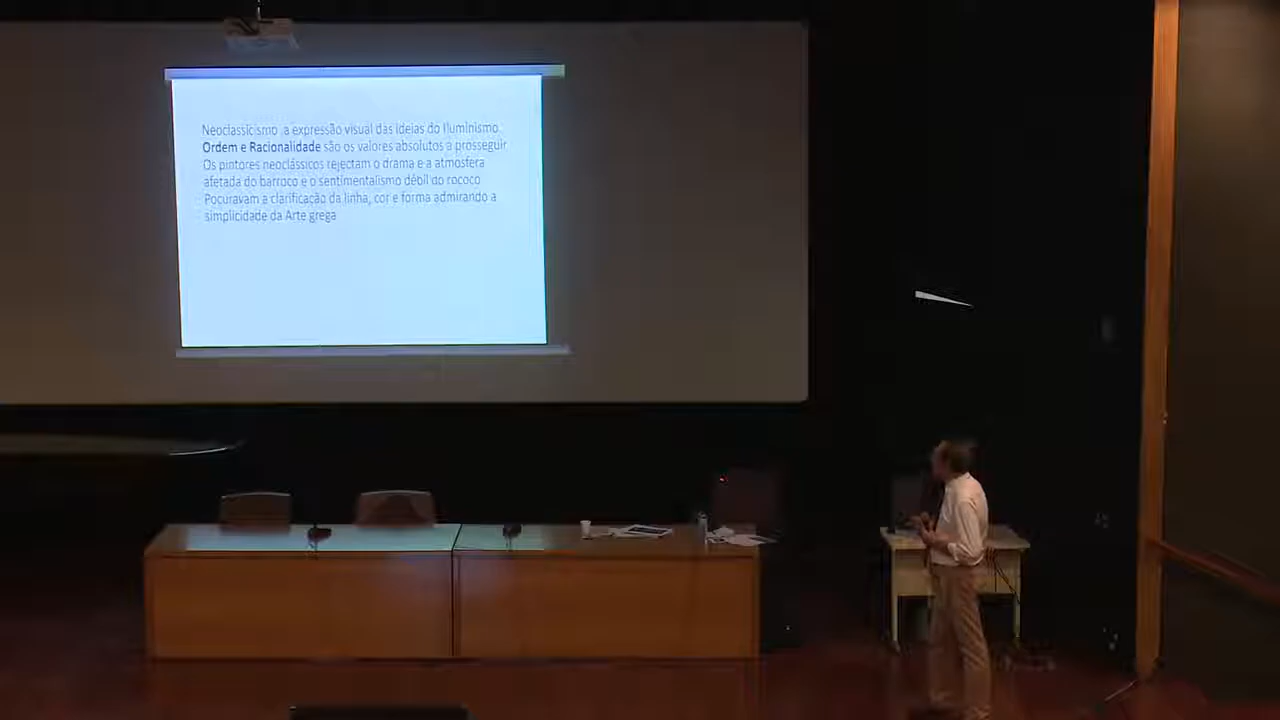 Neoclassicismo a expressão visual das ideias do Iluminismo.
Ordem e Racionalidade são os valores absolutos a prosseguir
Os pintores neoclássicos rejectam o drama e a atmosfera
afetada do barroco e o sentimentalismo débil do rococo
Pocuravam a clarificação da linha, cor e forma admirando a
simplicidade da Arte grega